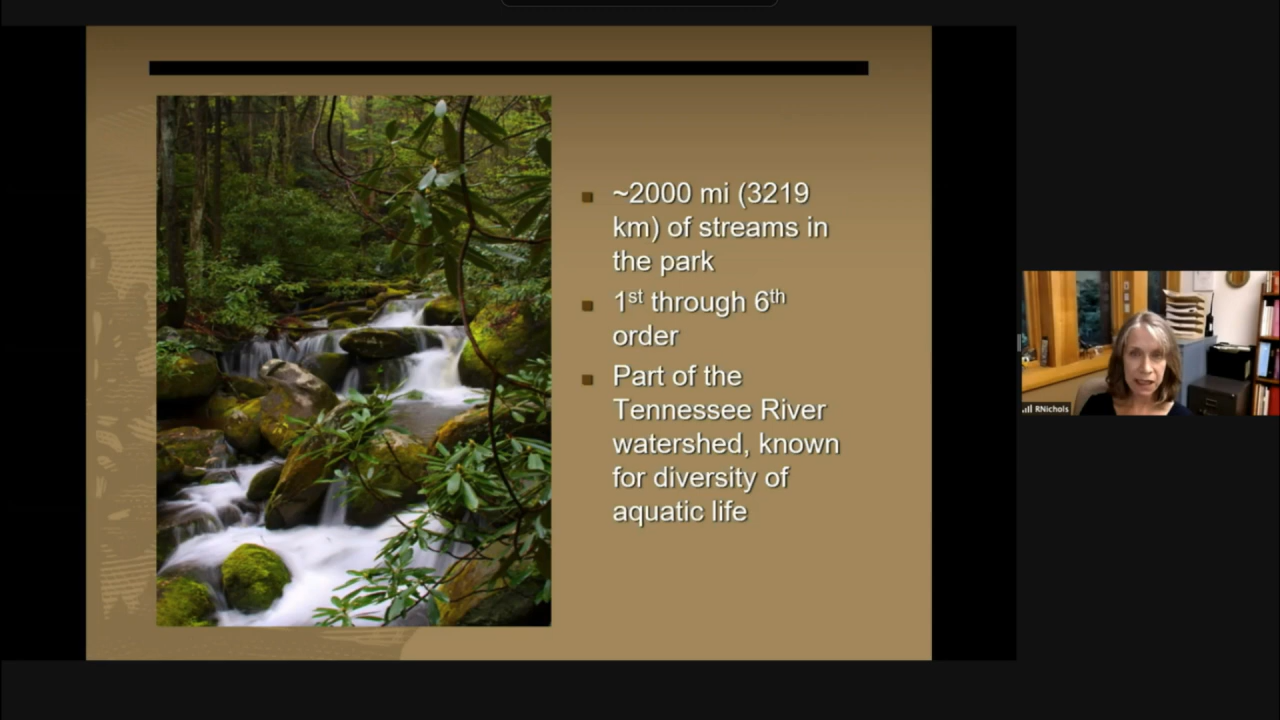 ~2000 mi (3219
km) of streams in
the park
1st through 6th
order
Part of the
Tennessee River
watershed, known
for diversity of
aquatic life
RNichols